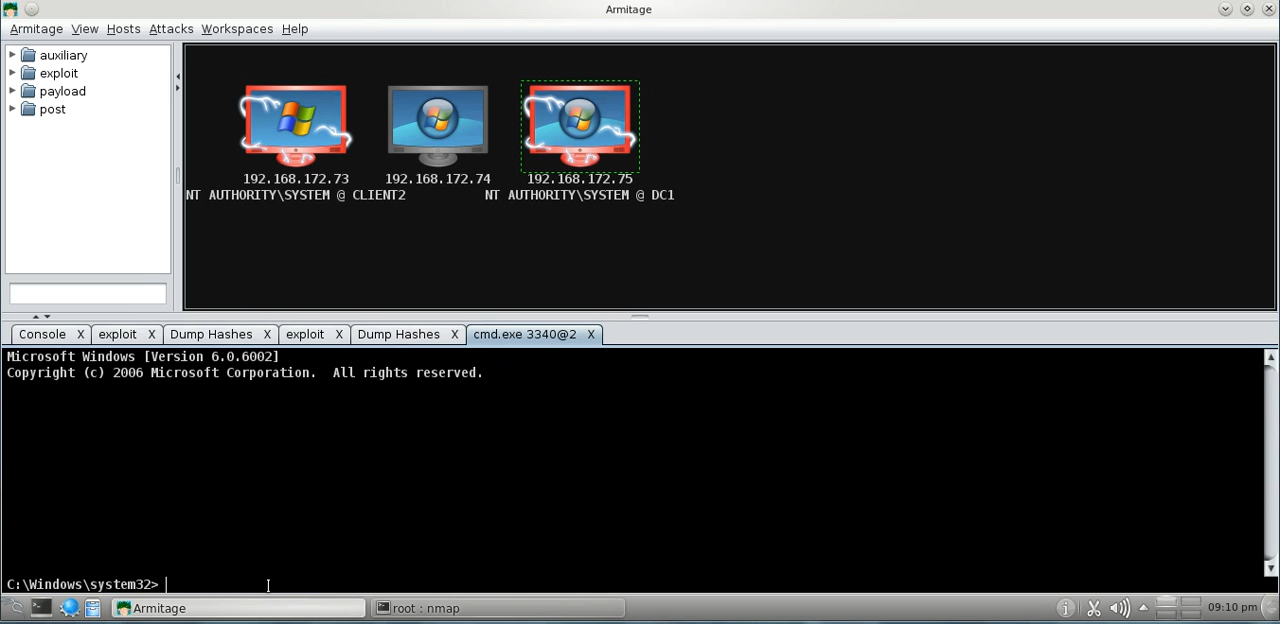 Armitage
Armitage View Hosts Attacks Workspaces Help
auxiliary
exploit
payload
post
192.168.172.73 192.168.172.74 192.168.172.75
NT AUTHORITY\SYSTEM @ CLIENT2 NT AUTHORITY\SYSTEM @ DC1
Console X exploit X Dump Hashes X exploit X Dump Hashes X cmd.exe 3340@2 X
Microsoft Windows [Version 6.0.6002]
Copyright (c) 2006 Microsoft Corporation.  All rights reserved.
C:\Windows\system32>
Armitage root : nmap 09:10 pm